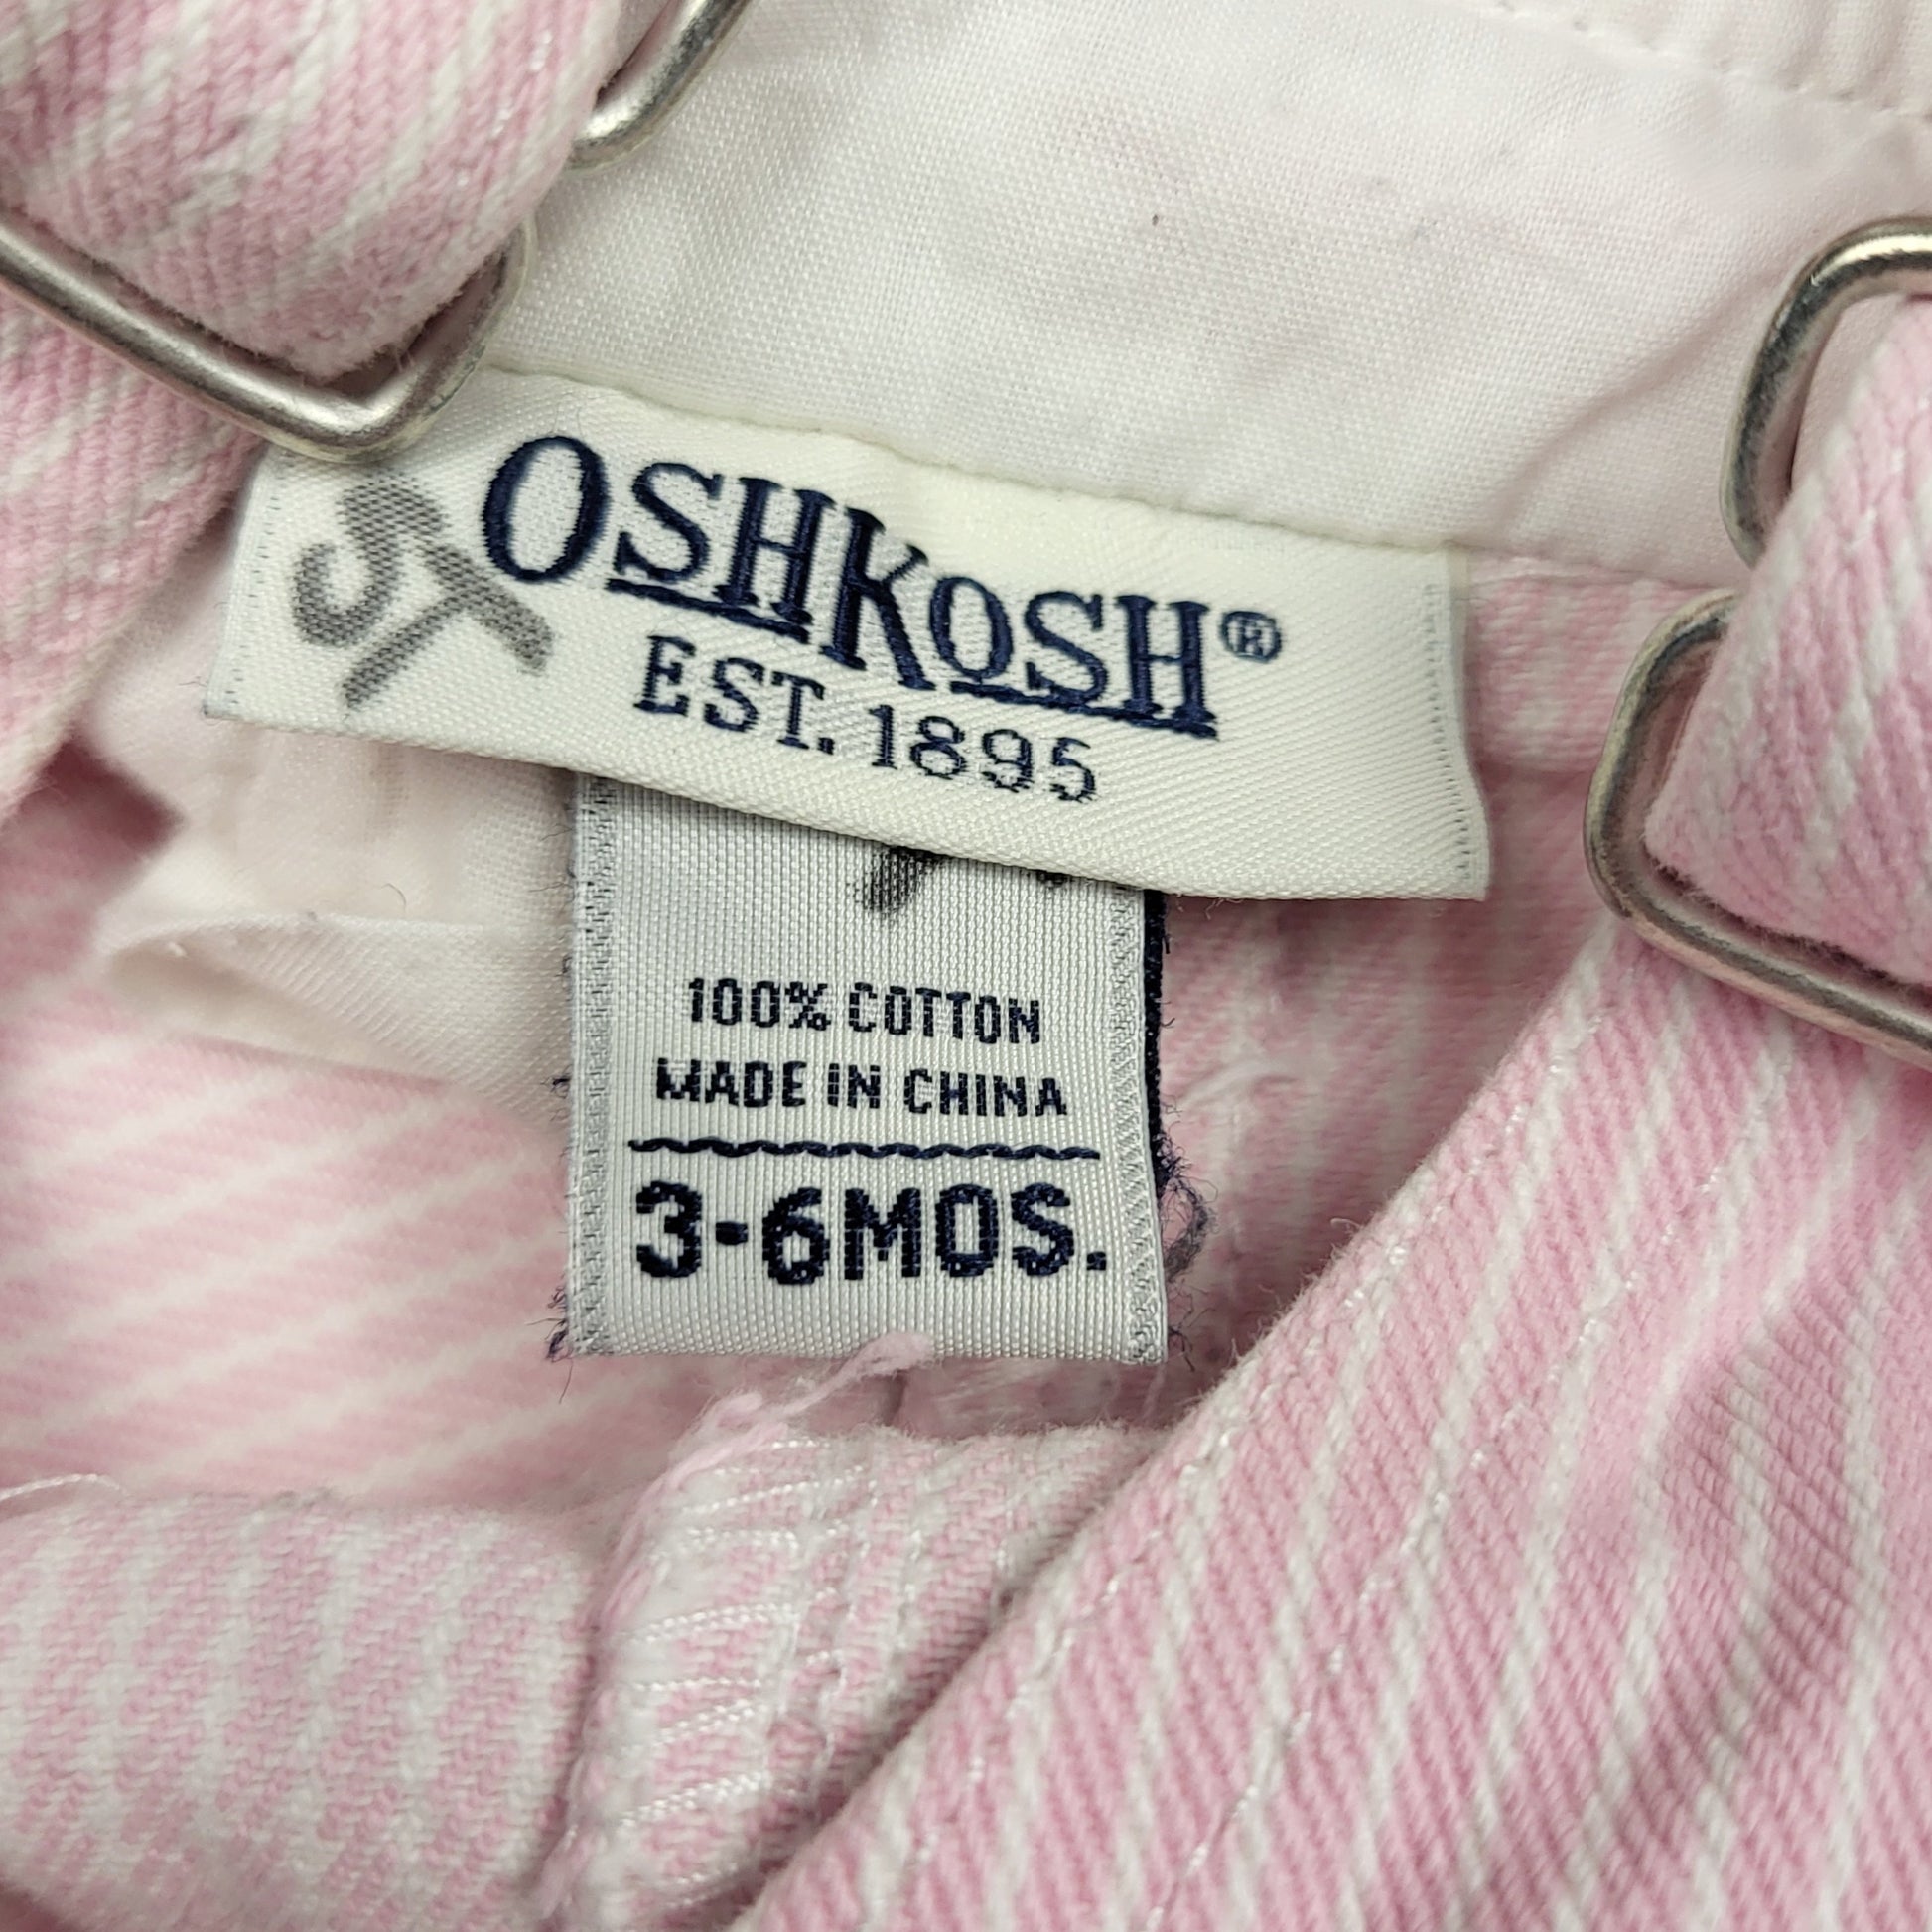 OSHKOSH®
EST. 1895
100% COTTON
MADE IN CHINA
3-6MOS.